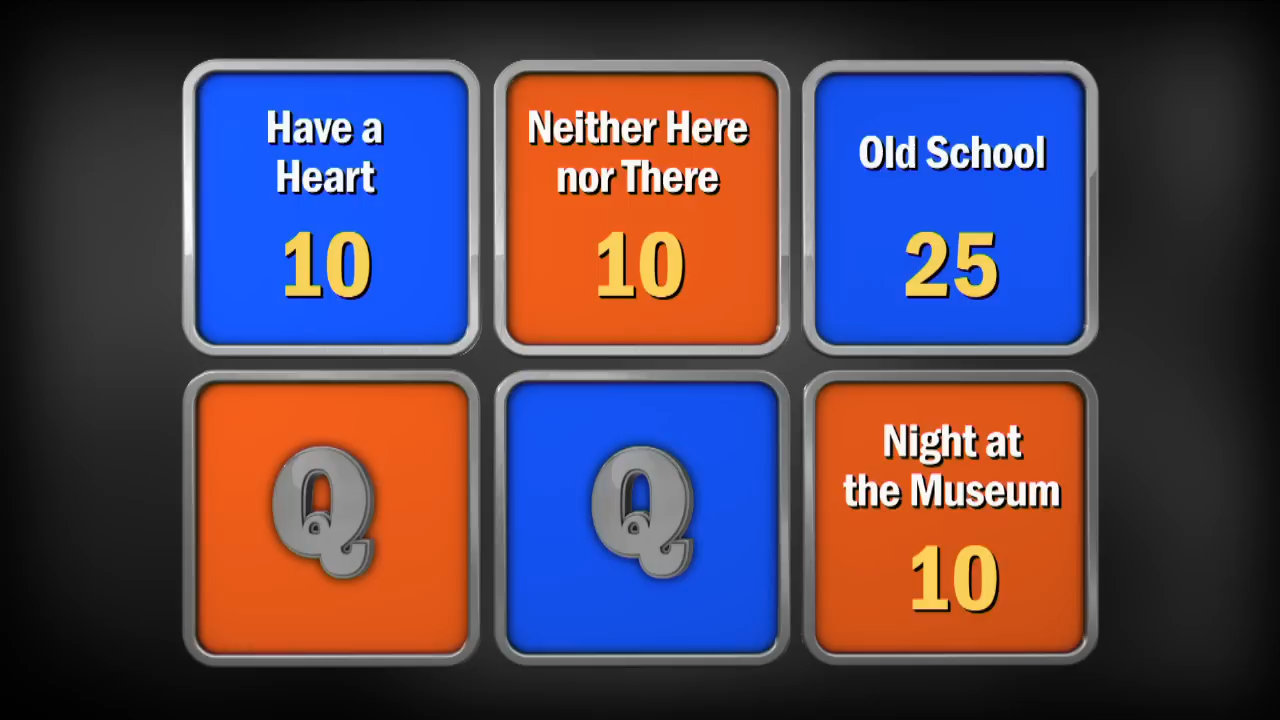 Have a
Heart
10
Neither Here
nor There
10
Old School
25
Q
Q
Night at
the Museum
10